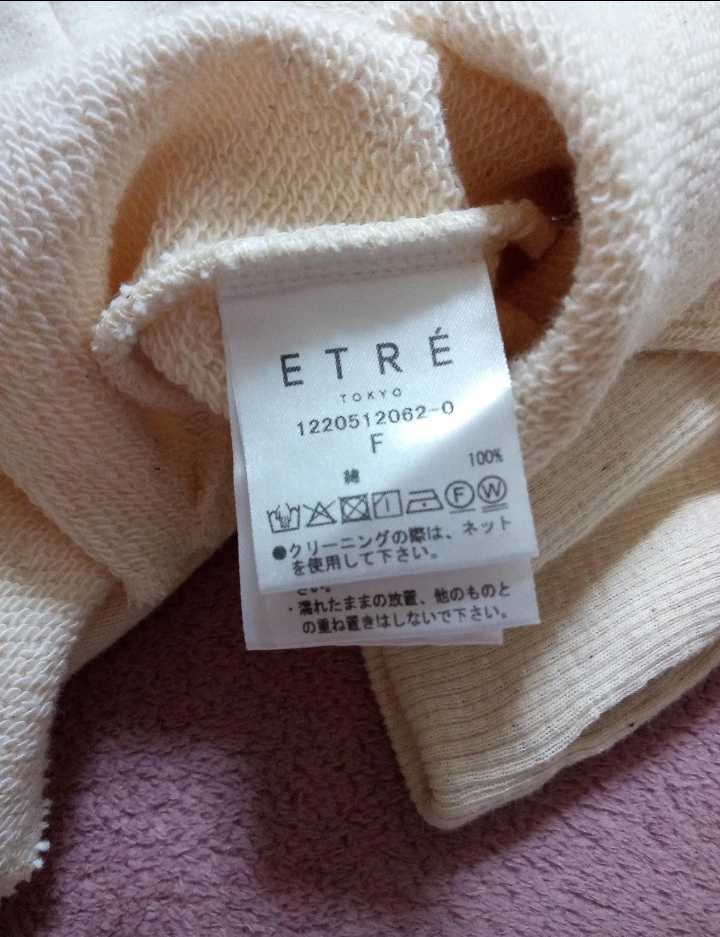 ETRÉ
TOKYO
1220512062-0
F
綿 100%
F W
●クリーニングの際は、ネット
を使用して下さい。
さい。
・濡れたままの放置、他のものと
の重ね置きはしないで下さい。